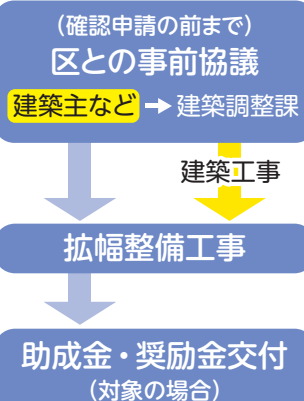 (確認申請の前まで)
区との事前協議
建築主など→建築調整課
建築工事
拡幅整備工事
助成金・奨励金交付
(対象の場合)